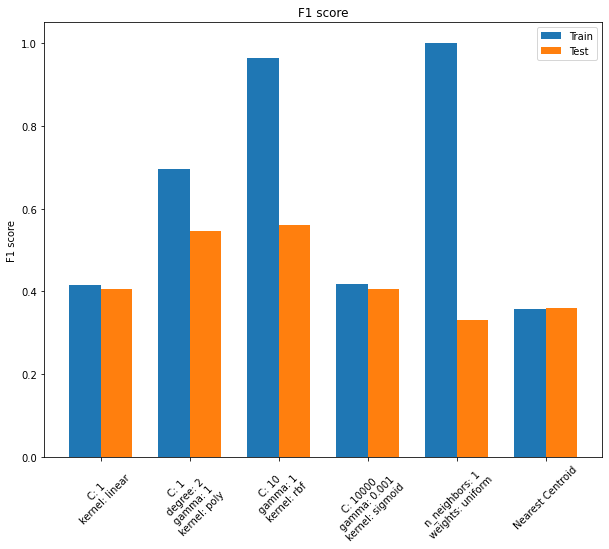 F1 score
Train
Test
F1 score
1.0
0.8
0.6
0.4
0.2
0.0
C: 1
kernel: linear
C: 1
degree: 2
gamma: 1
kernel: poly
C: 10
gamma: 1
kernel: rbf
C: 10000
gamma: 0.001
kernel: sigmoid
n_neighbors: 1
weights: uniform
Nearest Centroid